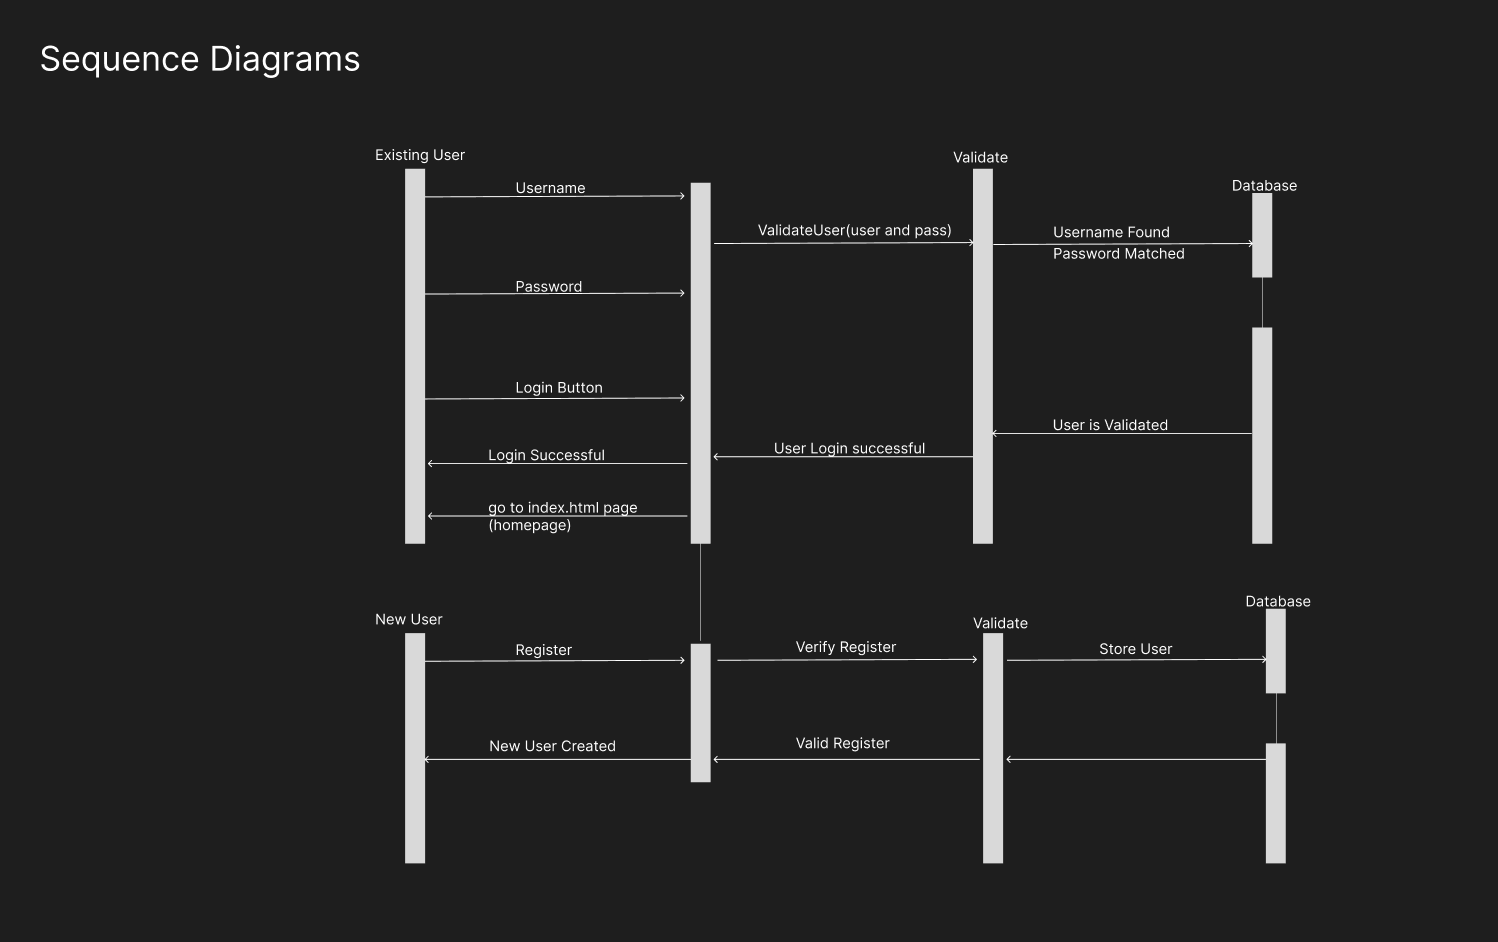 Sequence Diagrams
Existing User
Validate
Database
Username
ValidateUser(user and pass)
Username Found
Password Matched
Password
Login Button
User is Validated
User Login successful
Login Successful
go to index.html page
(homepage)
Database
New User
Validate
Register
Verify Register
Store User
New User Created
Valid Register